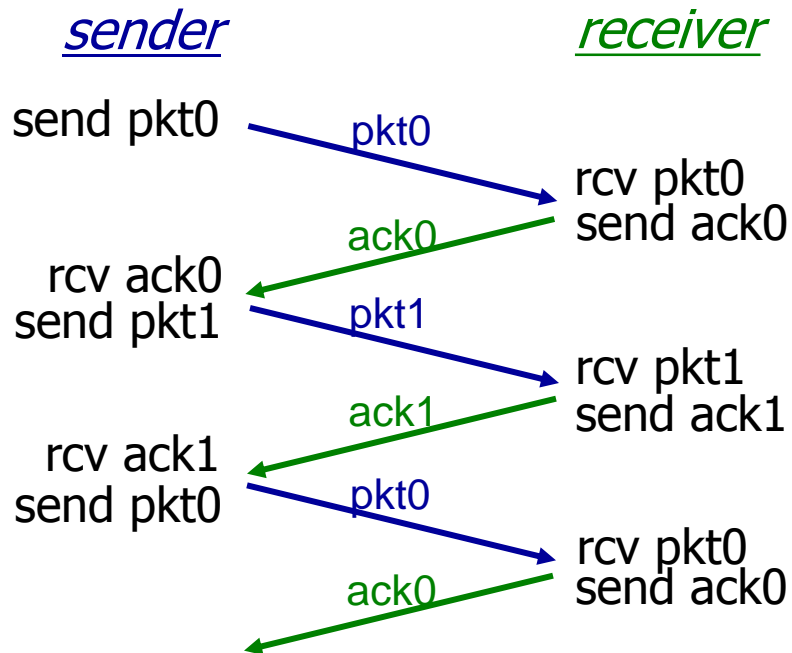 sender
receiver
send pkt0
pkt0
rcv pkt0
send ack0
ack0
rcv ack0
send pkt1
pkt1
rcv pkt1
send ack1
ack1
rcv ack1
send pkt0
pkt0
rcv pkt0
send ack0
ack0